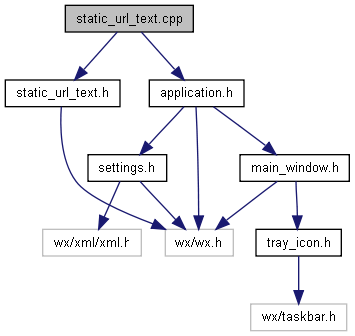 static_url_text.cpp
static_url_text.h
application.h
settings.h
main_window.h
wx/xml/xml.h
wx/wx.h
tray_icon.h
wx/taskbar.h